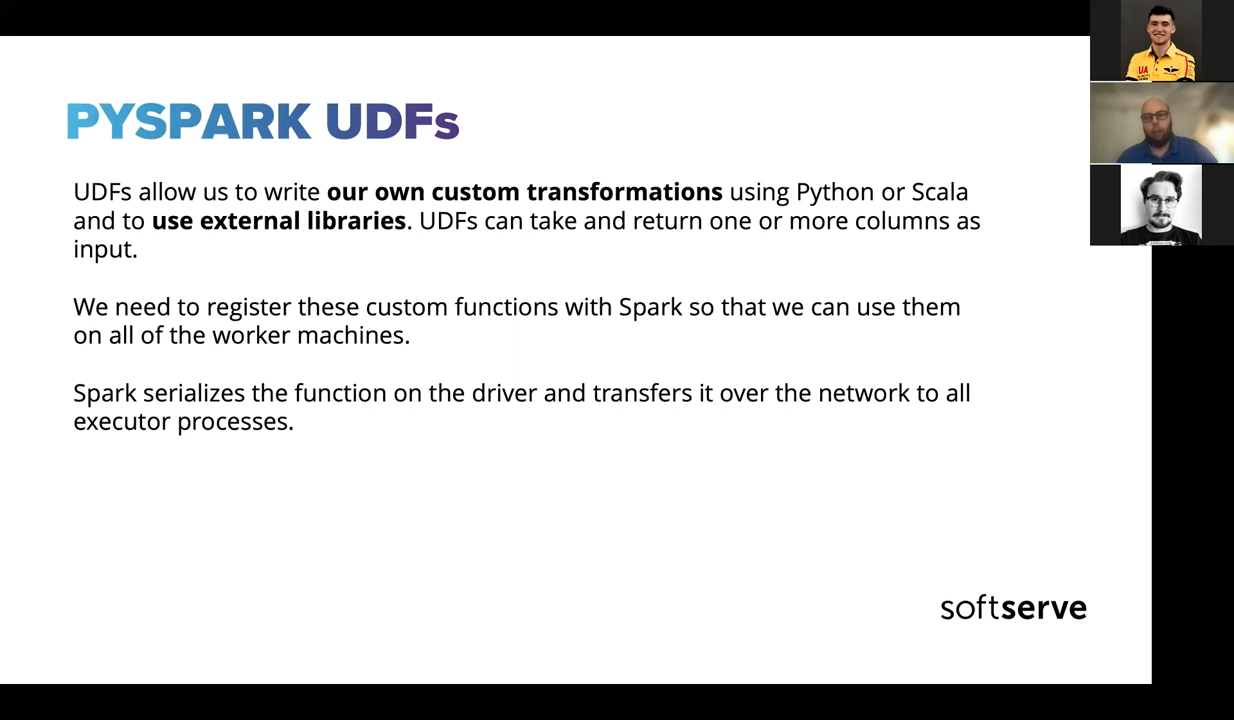 PYSPARK UDFs
UDFs allow us to write our own custom transformations using Python or Scala
and to use external libraries. UDFs can take and return one or more columns as
input.
We need to register these custom functions with Spark so that we can use them
on all of the worker machines.
Spark serializes the function on the driver and transfers it over the network to all
executor processes.
softserve
UA